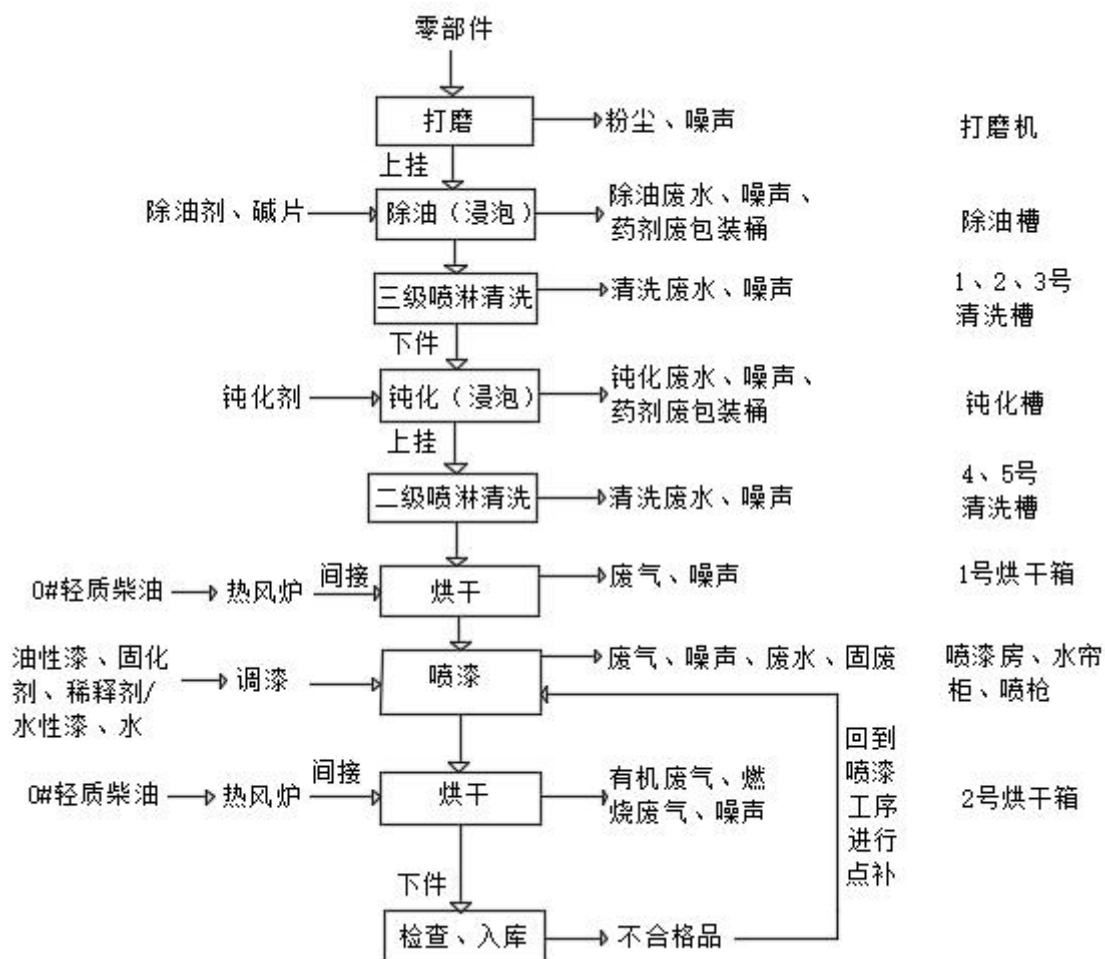 零部件
打磨
粉尘、噪声
打磨机
上挂
除油剂、碱片
除油（浸泡）
除油废水、噪声、
药剂废包装桶
除油槽
三级喷淋清洗
清洗废水、噪声
1、2、3号
清洗槽
下件
钝化剂
钝化（浸泡）
钝化废水、噪声、
药剂废包装桶
钝化槽
上挂
二级喷淋清洗
清洗废水、噪声
4、5号
清洗槽
0#轻质柴油
热风炉
间接
烘干
废气、噪声
1号烘干箱
油性漆、固化
剂、稀释剂/
水性漆、水
调漆
喷漆
废气、噪声、废水、固废
喷漆房、水帘
柜、喷枪
回到
喷漆
工序
进行
点补
0#轻质柴油
热风炉
间接
烘干
有机废气、燃
烧废气、噪声
2号烘干箱
下件
检查、入库
不合格品